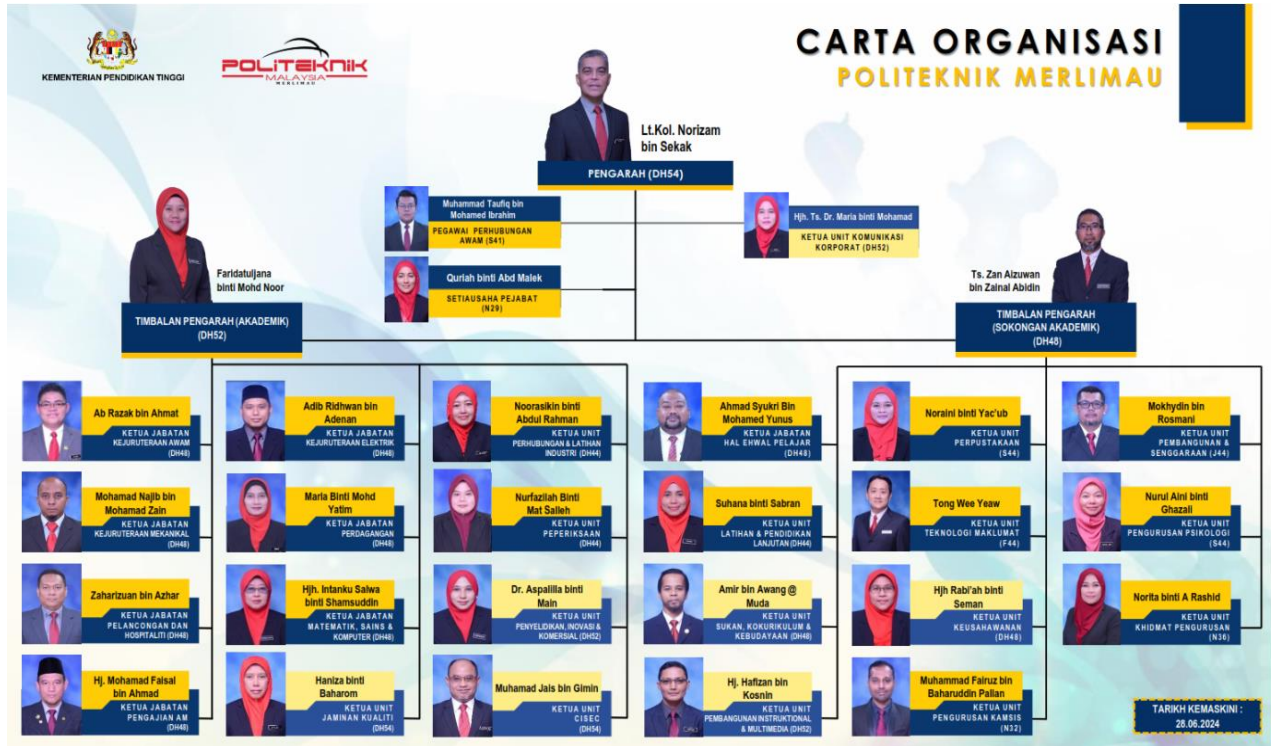 KEMENTERIAN PENDIDIKAN TINGGI
POLITEKNIK
MALAYSIA
MERLIMAU
CARTA ORGANISASI
POLITEKNIK MERLIMAU
Lt.Kol. Norizam
bin Sekak
PENGARAH (DH54)
Muhammad Taufiq bin
Mohamed Ibrahim
PEGAWAI PERHUBUNGAN
AWAM (S41)
Hjh. Ts. Dr. Maria binti Mohamad
KETUA UNIT KOMUNIKASI
KORPORAT (DH52)
Quriah binti Abd Malek
SETIAUSAHA PEJABAT
(N29)
Faridatuljana
binti Mohd Noor
TIMBALAN PENGARAH (AKADEMIK)
(DH52)
Ts. Zan Aizuwan
bin Zainal Abidin
TIMBALAN PENGARAH
(SOKONGAN AKADEMIK)
(DH48)
Ab Razak bin Ahmat
KETUA JABATAN
KEJURUTERAAN AWAM
(DH48)
Adib Ridhwan bin
Adenan
KETUA JABATAN
KEJURUTERAAN ELEKTRIK
(DH48)
Noorasikin binti
Abdul Rahman
KETUA UNIT
PERHUBUNGAN & LATIHAN
INDUSTRI (DH44)
Ahmad Syukri Bin
Mohamed Yunus
KETUA JABATAN
HAL EHWAL PELAJAR
(DH48)
Noraini binti Yac'ub
KETUA UNIT
PERPUSTAKAAN
(S44)
Mokhydin bin
Rosmani
KETUA UNIT
PEMBANGUNAN &
SENGGARAAN (J44)
Mohamad Najib bin
Mohamad Zain
KETUA JABATAN
KEJURUTERAAN MEKANIKAL
(DH48)
Maria Binti Mohd
Yatim
KETUA JABATAN
PERDAGANGAN
(DH48)
Nurfazilah Binti
Mat Salleh
KETUA UNIT
PEPERIKSAAN
(DH44)
Suhana binti Sabran
KETUA UNIT
LATIHAN & PENDIDIKAN
LANJUTAN (DH44)
Tong Wee Yeaw
KETUA UNIT
TEKNOLOGI MAKLUMAT
(F44)
Nurul Aini binti
Ghazali
KETUA UNIT
PENGURUSAN PSIKOLOGI
(S44)
Zaharizuan bin Azhar
KETUA JABATAN
PELANCONGAN DAN
HOSPITALITI (DH48)
Hjh. Intanku Salwa
binti Shamsuddin
KETUA JABATAN
MATEMATIK, SAINS &
KOMPUTER (DH48)
Dr. Aspalilla binti
Main
KETUA UNIT
PENYELIDIKAN, INOVASI &
KOMERSIAL (DH52)
Amir bin Awang @
Muda
KETUA UNIT
SUKAN, KOKURIKULUM &
KEBUDAYAAN (DH48)
Hjh Rabi'ah binti
Seman
KETUA UNIT
KEUSAHAWANAN
(DH48)
Norita binti A Rashid
KETUA UNIT
KHIDMAT PENGURUSAN
(N36)
Hj. Mohamad Faisal
bin Ahmad
KETUA JABATAN
PENGAJIAN AM
(DH48)
Haniza binti
Baharom
KETUA UNIT
JAMINAN KUALITI
(DH54)
Muhamad Jais bin Gimin
KETUA UNIT
CISEC
(DH54)
Hj. Hafizan bin
Kosnin
KETUA UNIT
PEMBANGUNAN INSTRUKTIONAL
& MULTIMEDIA (DH52)
Muhammad Fairuz bin
Baharuddin Pallan
KETUA UNIT
PENGURUSAN KAMSIS
(N32)
TARIKH KEMASKINI :
28.06.2024